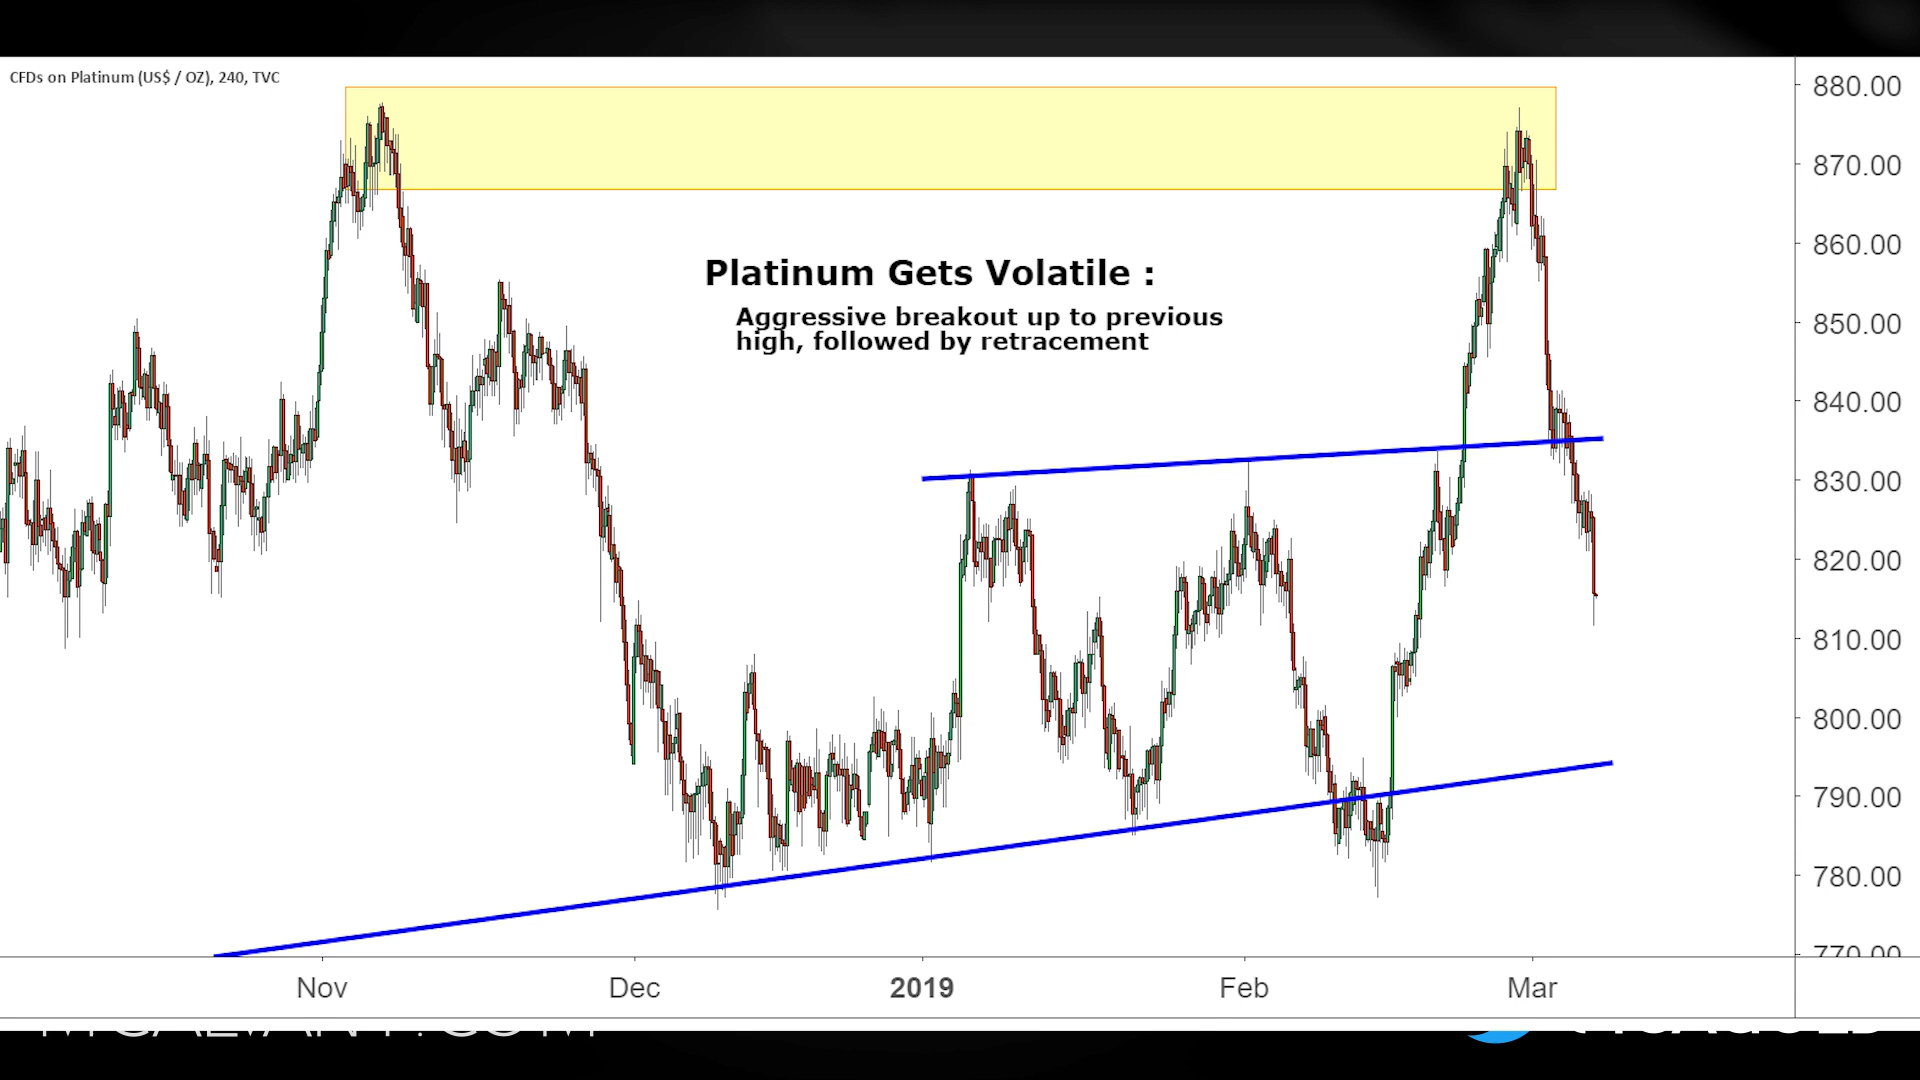 CFDs on Platinum (US$ / OZ), 240, TVC
880.00
870.00
860.00
Platinum Gets Volatile :
Aggressive breakout up to previous
high, followed by retracement
850.00
840.00
830.00
820.00
810.00
800.00
790.00
780.00
770.00
Nov Dec 2019 Feb Mar